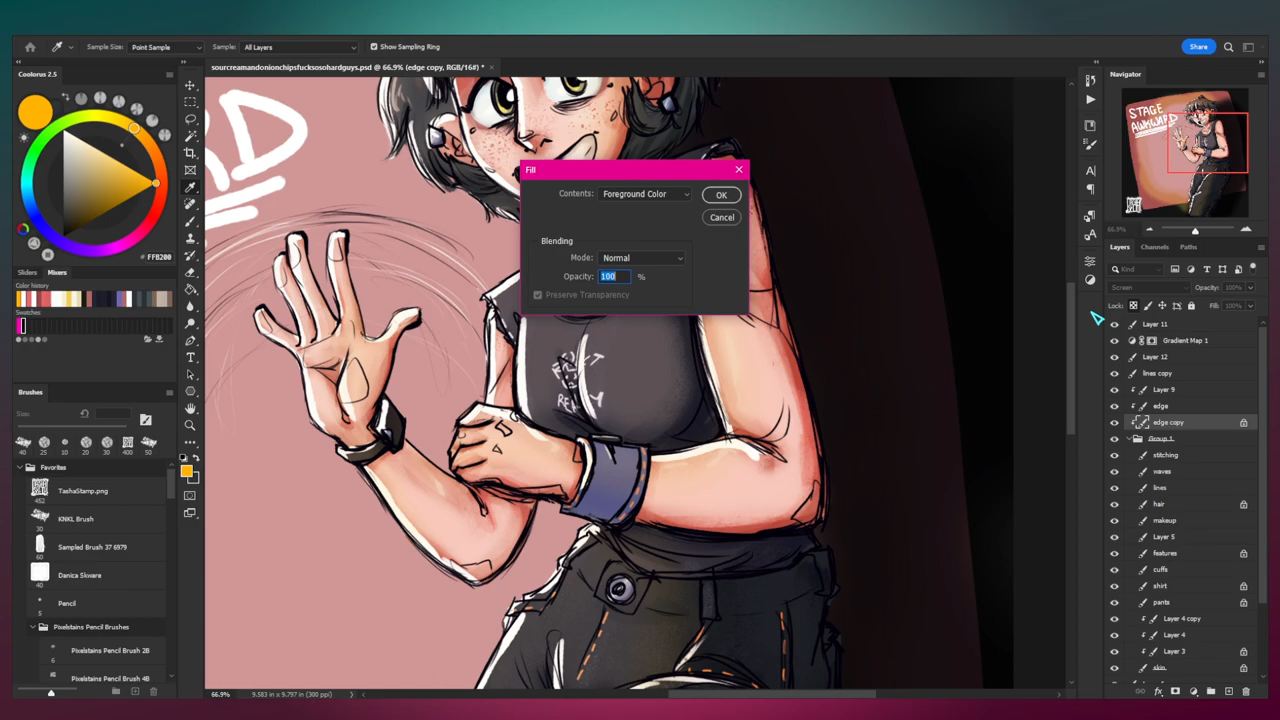 Sample Size: Point Sample Sample: All Layers Show Sampling Ring Share
Coolorus 2.5
sourcreamandonionchipsfucksosohardguys.psd @ 66.9% (edge copy, RGB/16#) *
Navigator
STAGE
AWKWARD
66.9%
# FFB200
Sliders Mixers
Color history
Swatches
Brushes
Size:
40 25 10 25 30 400 50
Favorites
TashaStamp.png
452
KNKL Brush
30
Sampled Brush 37 6979
60
Danica Skware
40
Pencil
5
Pixelstains Pencil Brushes
Pixelstains Pencil Brush 2B
6
Pixelstains Pencil Brush 4B
RD
Fill
Contents: Foreground Color OK
Cancel
Blending
Mode: Normal
Opacity: 100 %
Preserve Transparency
Layers Channels Paths
Kind
Screen Opacity: 100%
Lock: Fill: 100%
Layer 11
Gradient Map 1
Layer 12
lines copy
Layer 9
edge
edge copy
Group 1
stitching
waves
lines
hair
makeup
Layer 5
features
cuffs
shirt
pants
Layer 4 copy
Layer 4
Layer 3
skin
66.9% 9.583 in x 9.797 in (300 ppi)